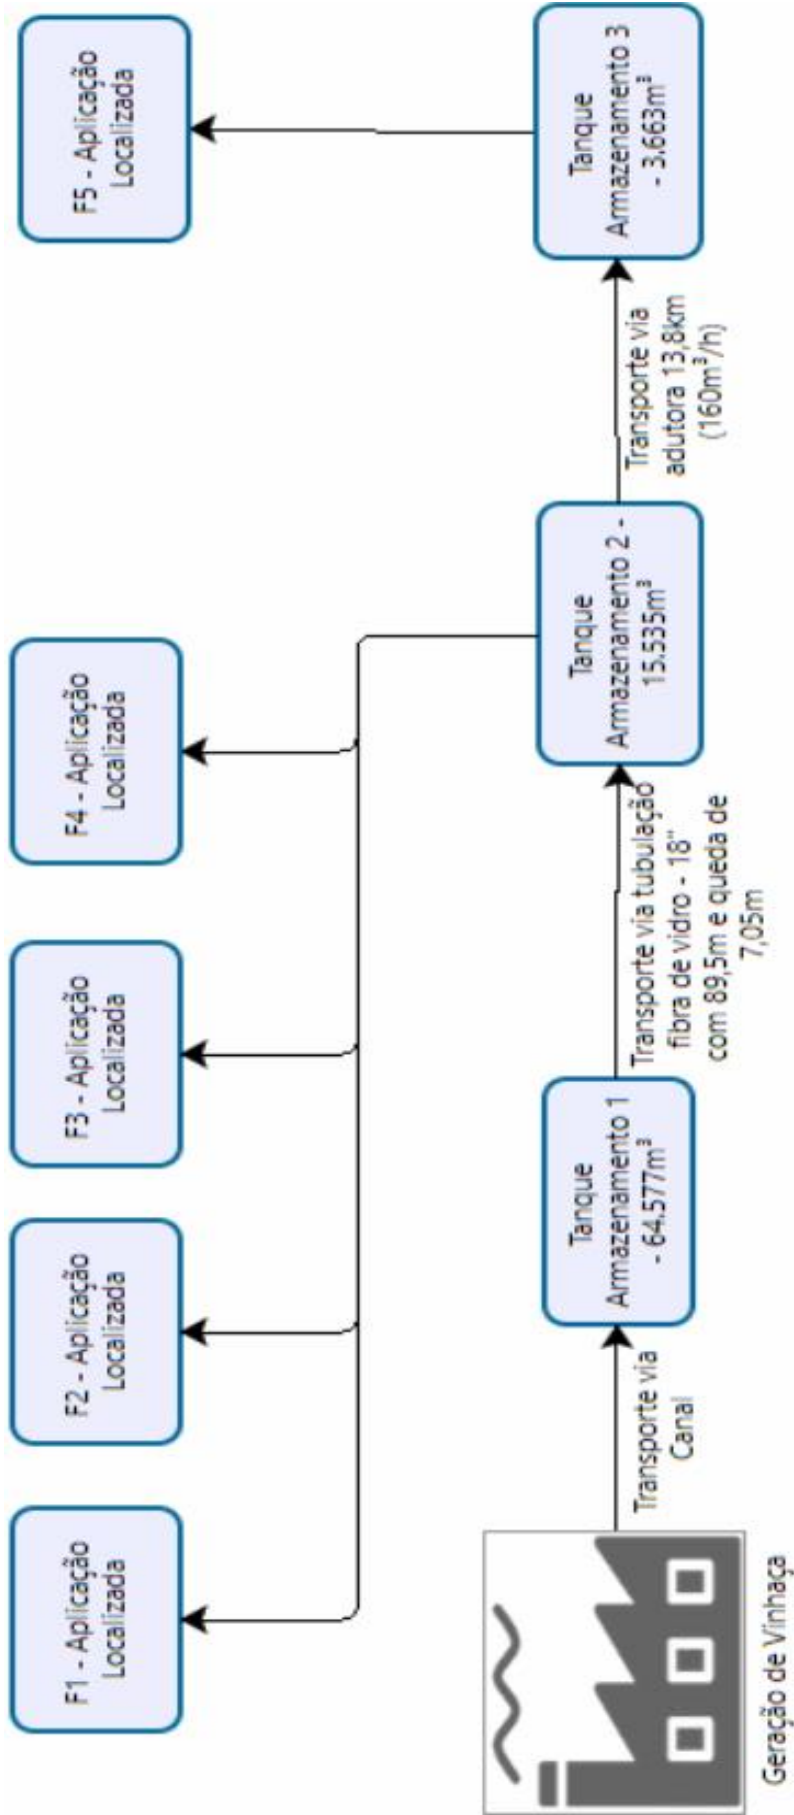 F1 - Aplicação
Localizada
F2 - Aplicação
Localizada
F3 - Aplicação
Localizada
F4 - Aplicação
Localizada
F5 - Aplicação
Localizada
Geração de Vinhaça
Transporte via
Canal
Tanque
Armazenamento 1
- 64.577m³
Transporte via tubulação
fibra de vidro - 18"
com 89,5m e queda de
7,05m
Tanque
Armazenamento 2 -
15.535m³
Transporte via
adutora 13,8km
(160m³/h)
Tanque
Armazenamento 3
- 3.663m³